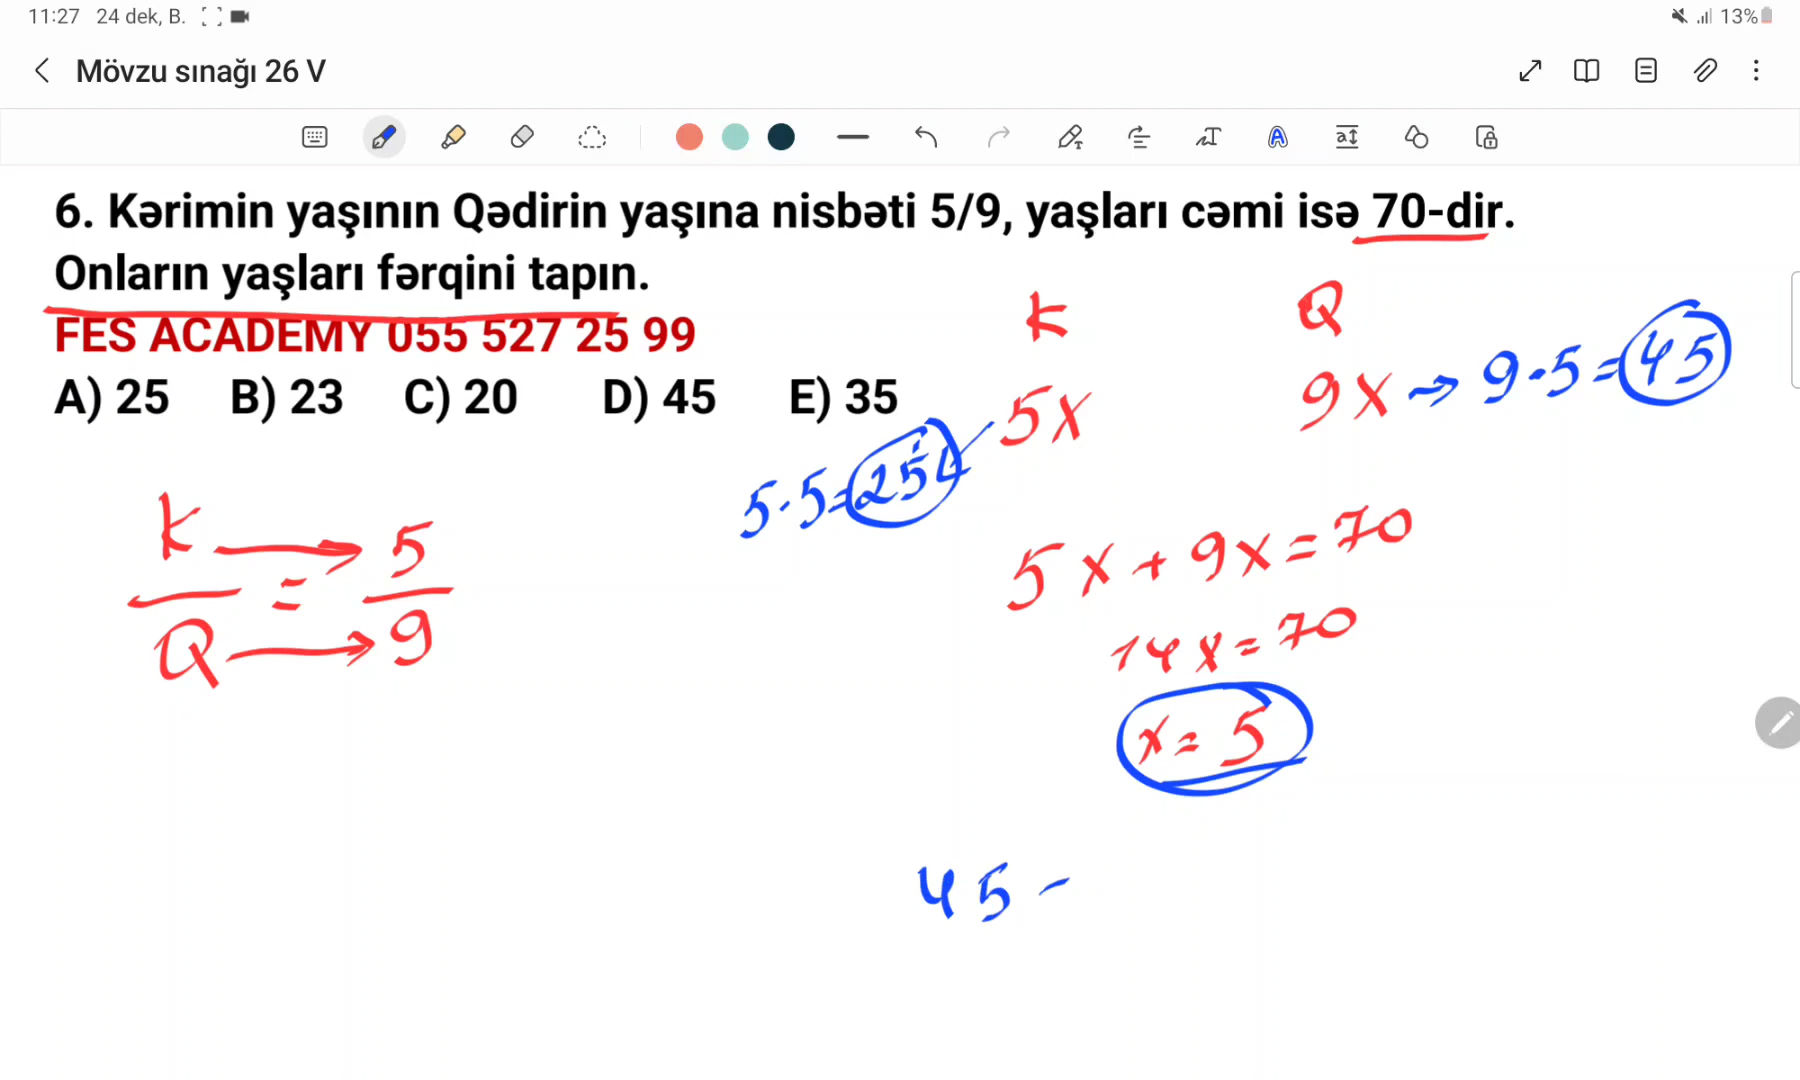 11:27 24 dek, B. 13%
Mövzu sınağı 26 V
6. Kərimin yaşının Qədirin yaşına nisbəti 5/9, yaşları cəmi isə 70-dir.
Onların yaşları fərqini tapın.
FES ACADEMY 055 527 25 99
A) 25 B) 23 C) 20 D) 45 E) 35
K Q
5x 9x → 9·5=45
5·5=25
K → 5
=
Q → 9
5x+9x=70
14x=70
x=5
45-